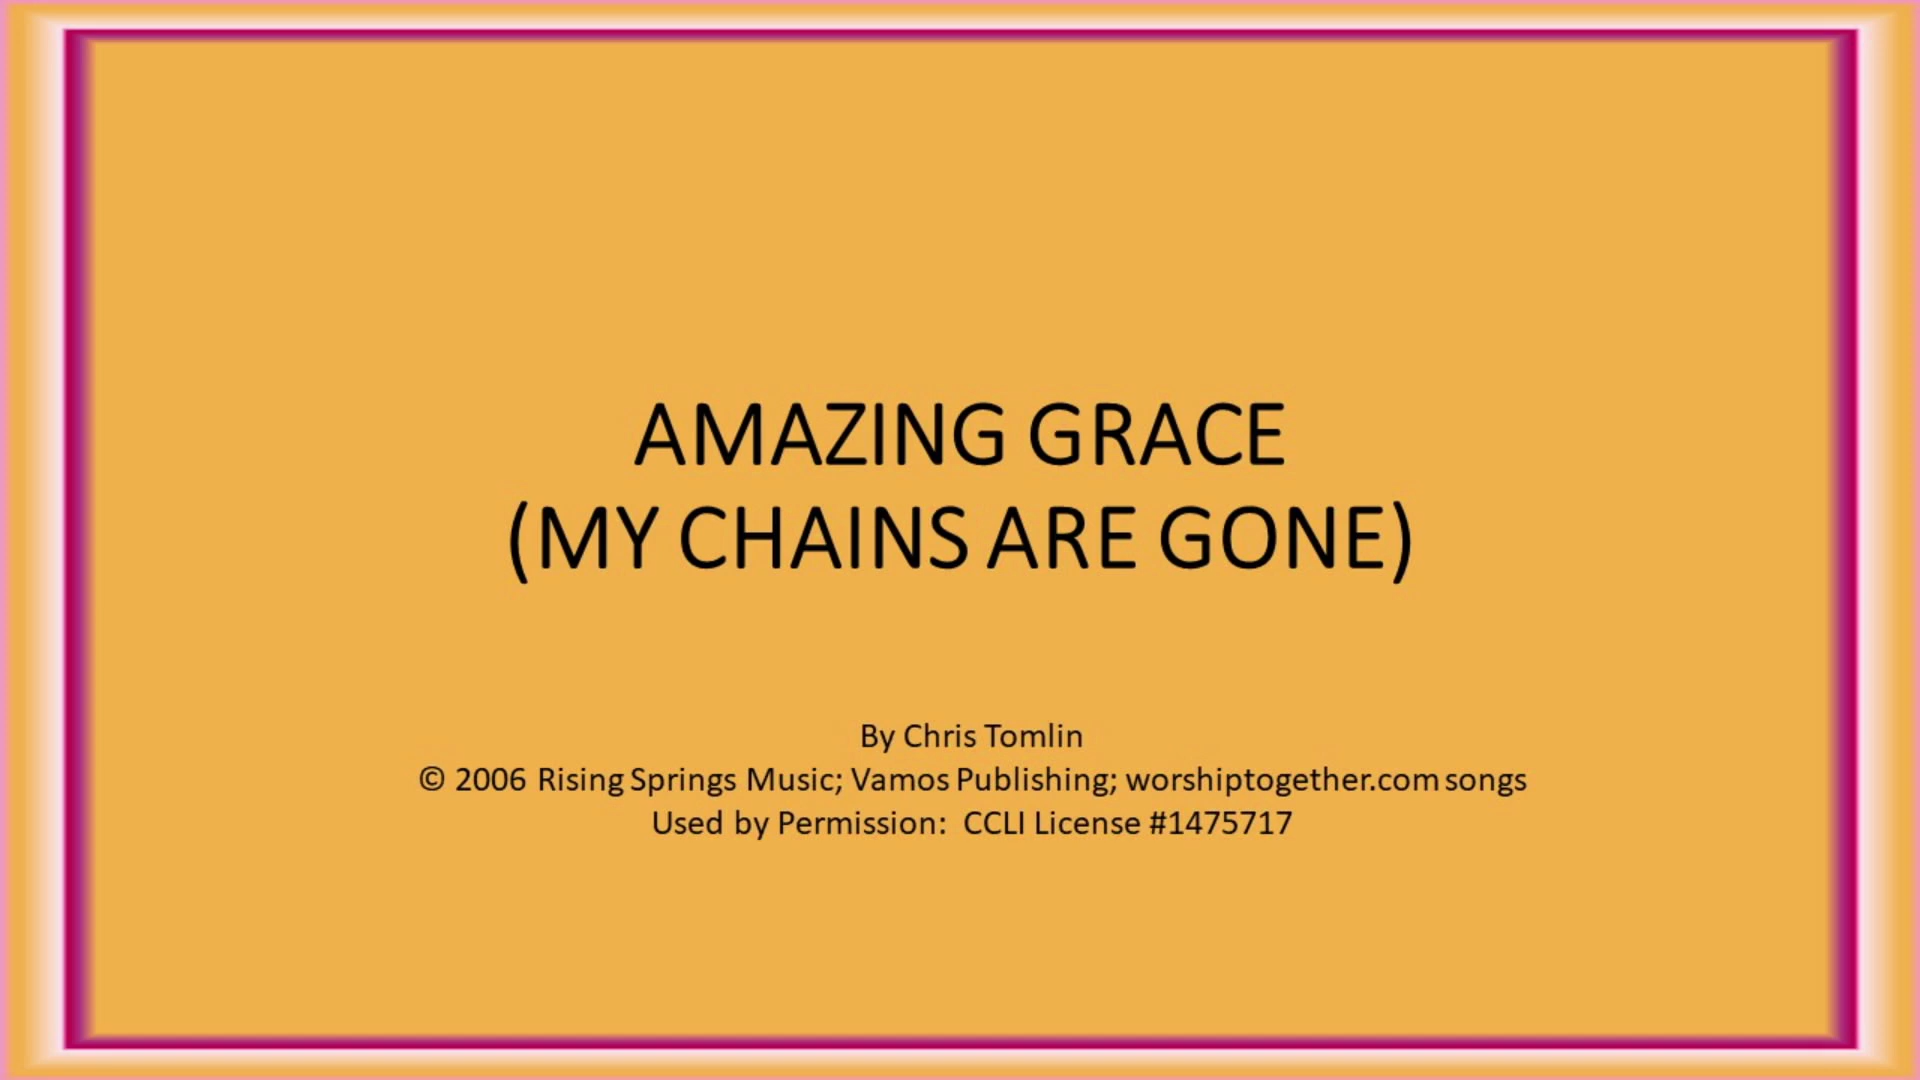 AMAZING GRACE
(MY CHAINS ARE GONE)
By Chris Tomlin
© 2006 Rising Springs Music; Vamos Publishing; worshiptogether.com songs
Used by Permission:  CCLI License #1475717